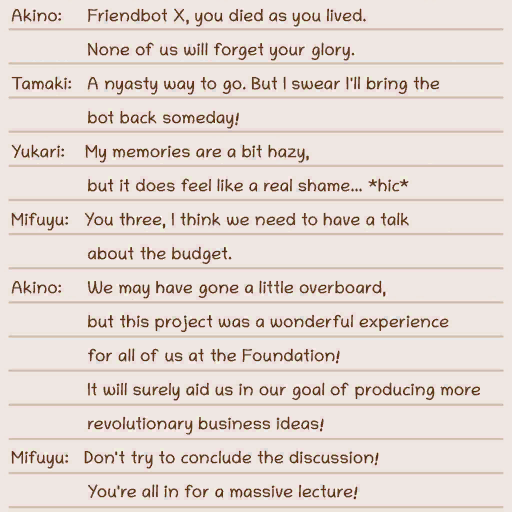 Akino: Friendbot X, you died as you lived.
None of us will forget your glory.
Tamaki: A nyasty way to go. But I swear I'll bring the
bot back someday!
Yukari: My memories are a bit hazy,
but it does feel like a real shame... *hic*
Mifuyu: You three, I think we need to have a talk
about the budget.
Akino: We may have gone a little overboard,
but this project was a wonderful experience
for all of us at the Foundation!
It will surely aid us in our goal of producing more
revolutionary business ideas!
Mifuyu: Don't try to conclude the discussion!
You're all in for a massive lecture!